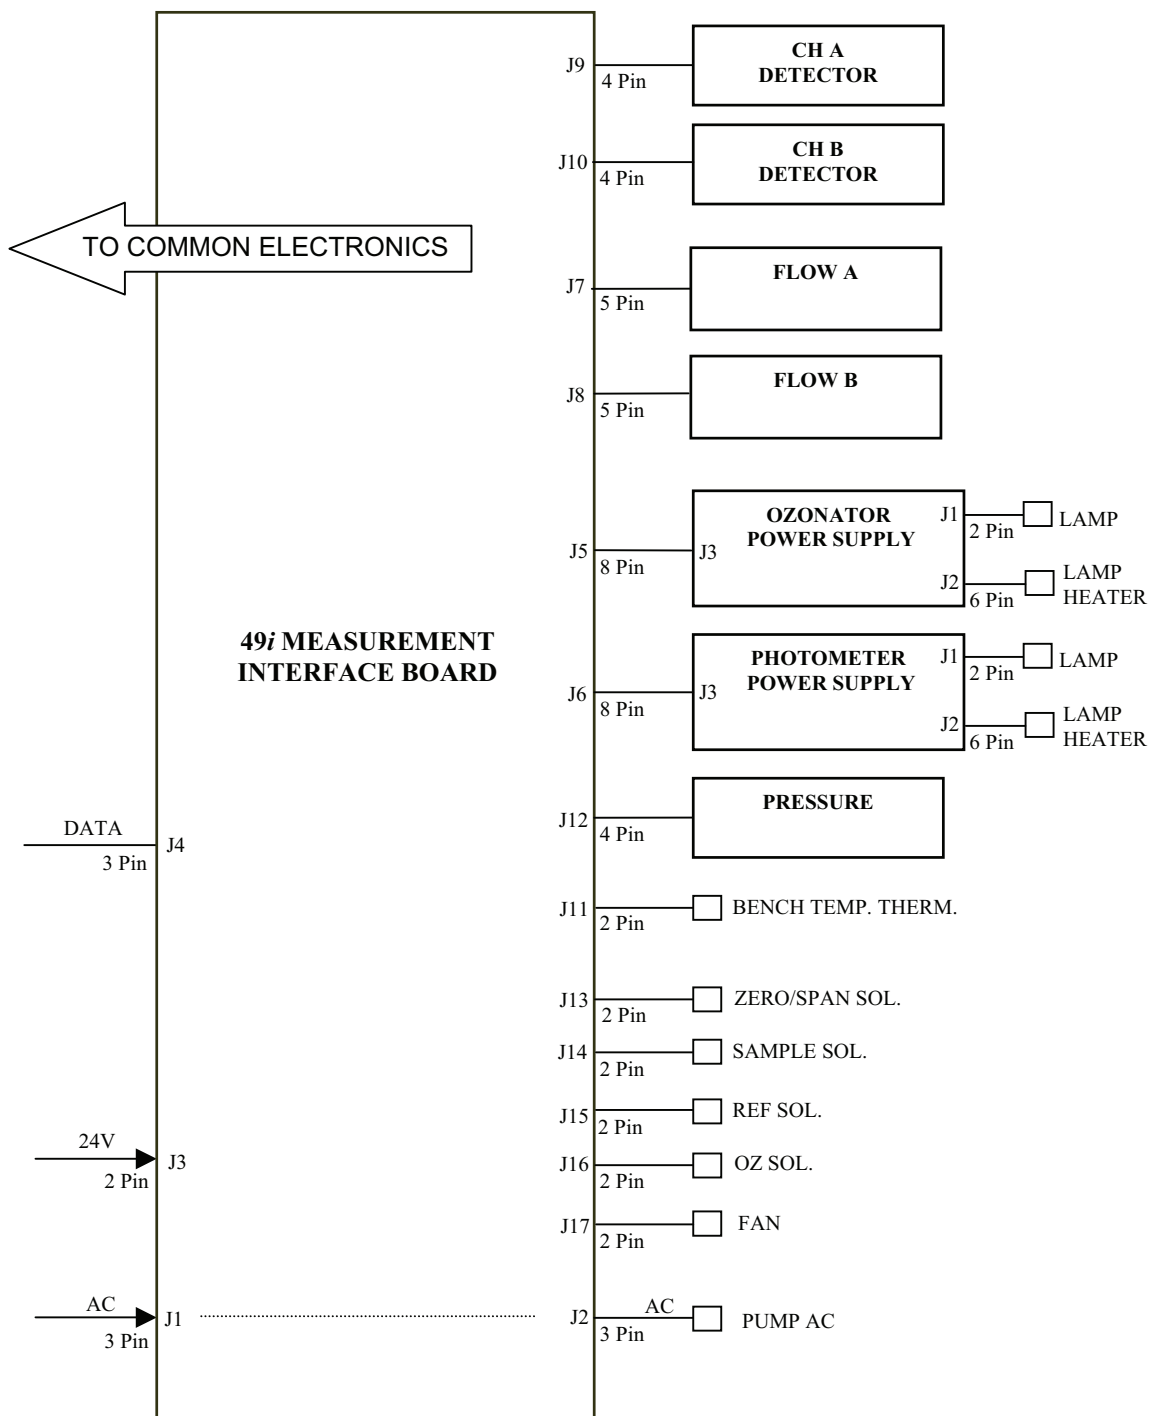 J9
4 Pin
CH A
DETECTOR
J10
4 Pin
CH B
DETECTOR
TO COMMON ELECTRONICS
J7
5 Pin
FLOW A
J8
5 Pin
FLOW B
J5
8 Pin
J3
OZONATOR
POWER SUPPLY
J1
2 Pin
LAMP
J2
6 Pin
LAMP
HEATER
49i MEASUREMENT
INTERFACE BOARD
J6
8 Pin
J3
PHOTOMETER
POWER SUPPLY
J1
2 Pin
LAMP
J2
6 Pin
LAMP
HEATER
J12
4 Pin
PRESSURE
DATA
3 Pin
J4
J11
2 Pin
BENCH TEMP. THERM.
J13
2 Pin
ZERO/SPAN SOL.
J14
2 Pin
SAMPLE SOL.
J15
2 Pin
REF SOL.
24V
2 Pin
J3
J16
2 Pin
OZ SOL.
J17
2 Pin
FAN
AC
3 Pin
J1
J2
AC
3 Pin
PUMP AC